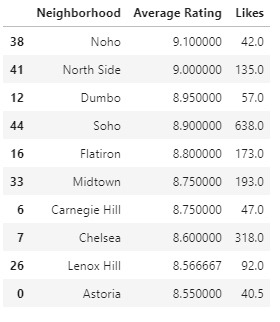 Neighborhood Average Rating Likes
38 Noho 9.100000 42.0
41 North Side 9.000000 135.0
12 Dumbo 8.950000 57.0
44 Soho 8.900000 638.0
16 Flatiron 8.800000 173.0
33 Midtown 8.750000 193.0
6 Carnegie Hill 8.750000 47.0
7 Chelsea 8.600000 318.0
26 Lenox Hill 8.566667 92.0
0 Astoria 8.550000 40.5